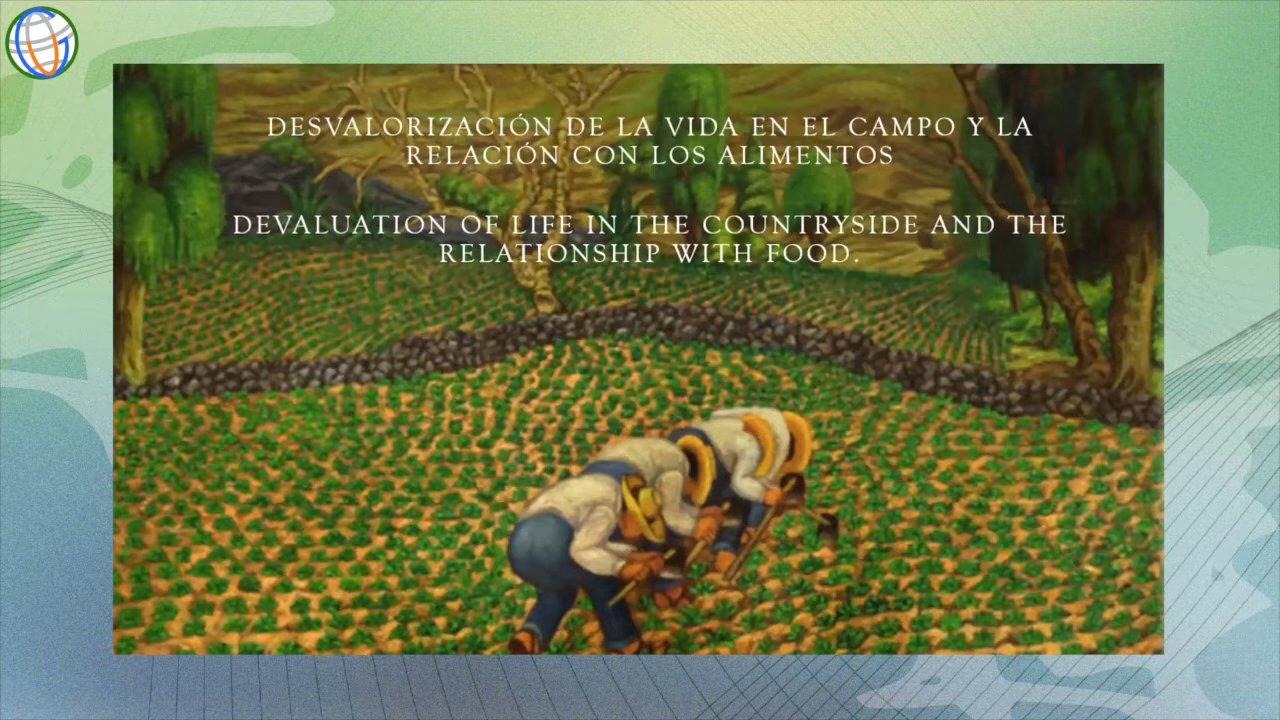 DESVALORIZACIÓN DE LA VIDA EN EL CAMPO Y LA
RELACIÓN CON LOS ALIMENTOS
DEVALUATION OF LIFE IN THE COUNTRYSIDE AND THE
RELATIONSHIP WITH FOOD.